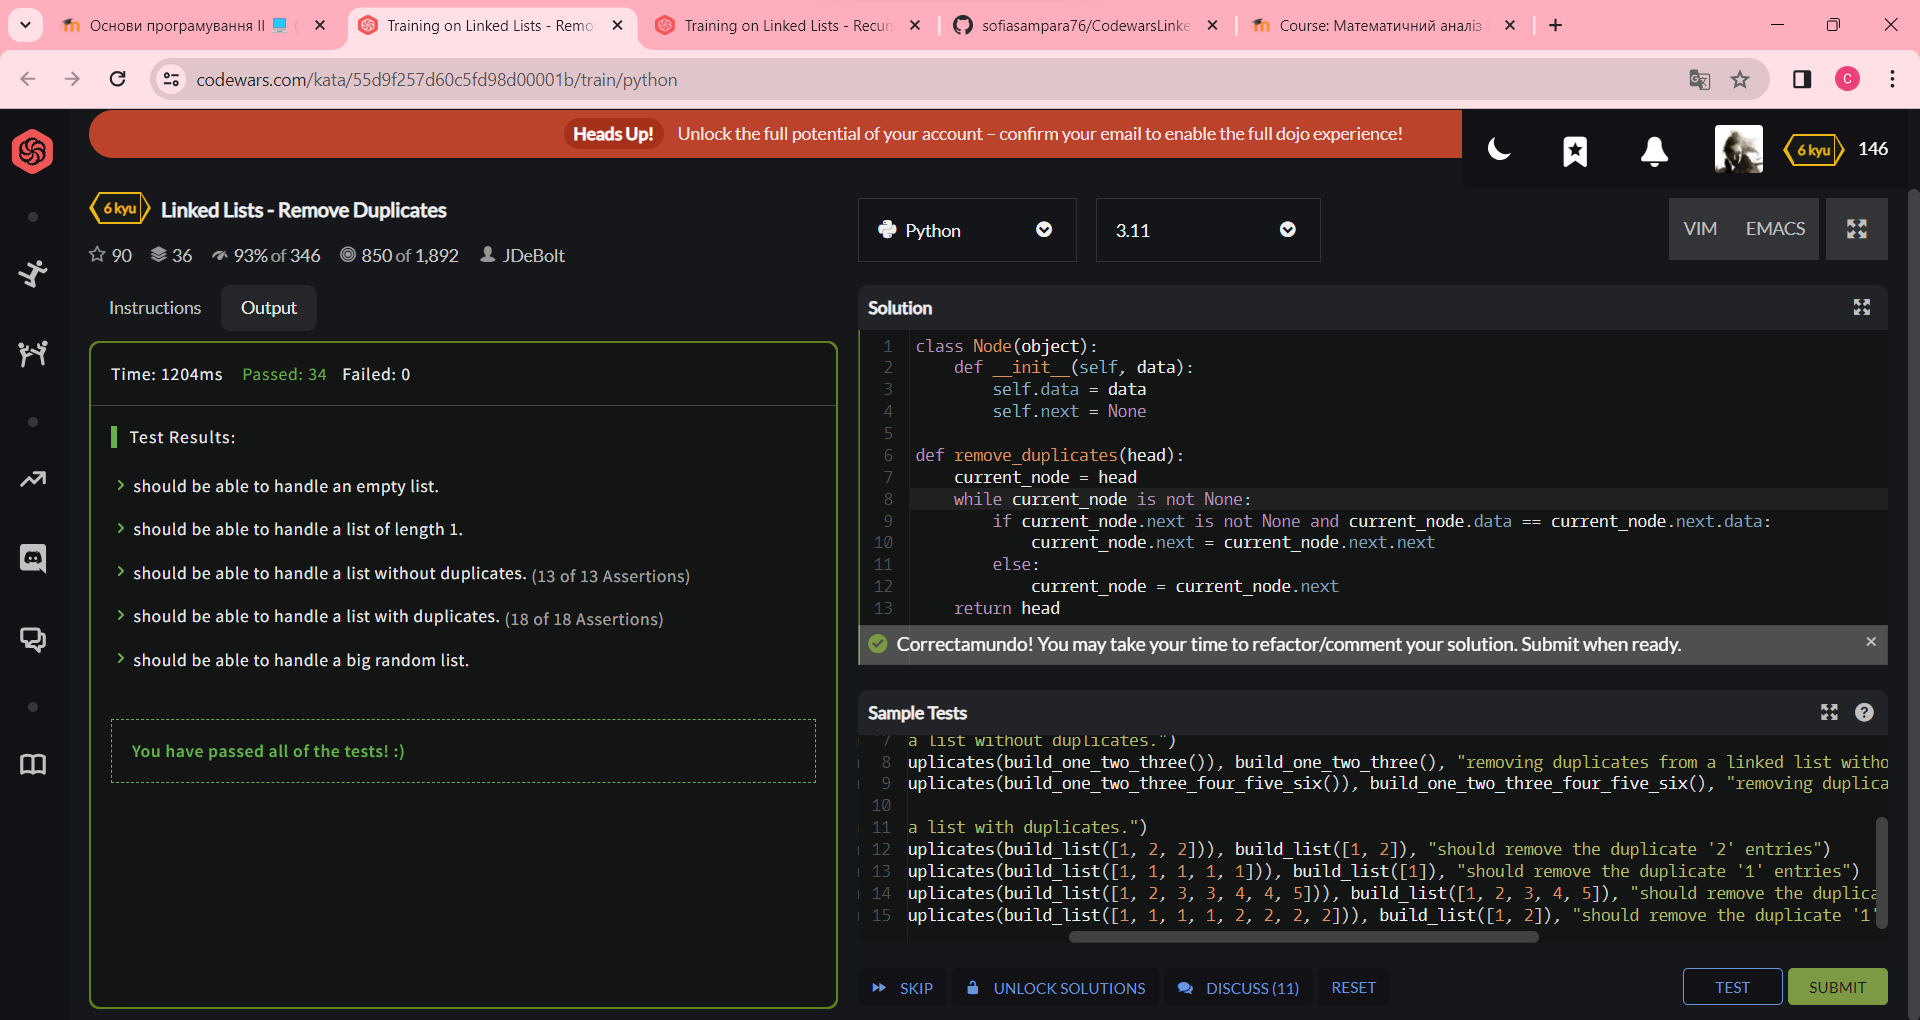 Основи програмування II
Training on Linked Lists - Remo
Training on Linked Lists - Recurs
sofiasampara76/CodewarsLinke
Course: Математичний аналіз
codewars.com/kata/55d9f257d60c5fd98d00001b/train/python
C
Heads Up! Unlock the full potential of your account – confirm your email to enable the full dojo experience!
6 kyu 146
6 kyu Linked Lists - Remove Duplicates
90 36 93% of 346 850 of 1,892 JDeBolt
Instructions Output
Time: 1204ms Passed: 34 Failed: 0
Test Results:
should be able to handle an empty list.
should be able to handle a list of length 1.
should be able to handle a list without duplicates. (13 of 13 Assertions)
should be able to handle a list with duplicates. (18 of 18 Assertions)
should be able to handle a big random list.
You have passed all of the tests! :)
Python 3.11 VIM EMACS
Solution
1 class Node(object):
2 def __init__(self, data):
3 self.data = data
4 self.next = None
5
6 def remove_duplicates(head):
7 current_node = head
8 while current_node is not None:
9 if current_node.next is not None and current_node.data == current_node.next.data:
10 current_node.next = current_node.next.next
11 else:
12 current_node = current_node.next
13 return head
Correctamundo! You may take your time to refactor/comment your solution. Submit when ready.
Sample Tests
7 a list without duplicates.")
8 uplicates(build_one_two_three()), build_one_two_three(), "removing duplicates from a linked list witho
9 uplicates(build_one_two_three_four_five_six()), build_one_two_three_four_five_six(), "removing duplica
10
11 a list with duplicates.")
12 uplicates(build_list([1, 2, 2])), build_list([1, 2]), "should remove the duplicate '2' entries")
13 uplicates(build_list([1, 1, 1, 1, 1])), build_list([1]), "should remove the duplicate '1' entries")
14 uplicates(build_list([1, 2, 3, 3, 4, 4, 5])), build_list([1, 2, 3, 4, 5]), "should remove the duplica
15 uplicates(build_list([1, 1, 1, 1, 2, 2, 2, 2])), build_list([1, 2]), "should remove the duplicate '1'
SKIP UNLOCK SOLUTIONS DISCUSS (11) RESET TEST SUBMIT